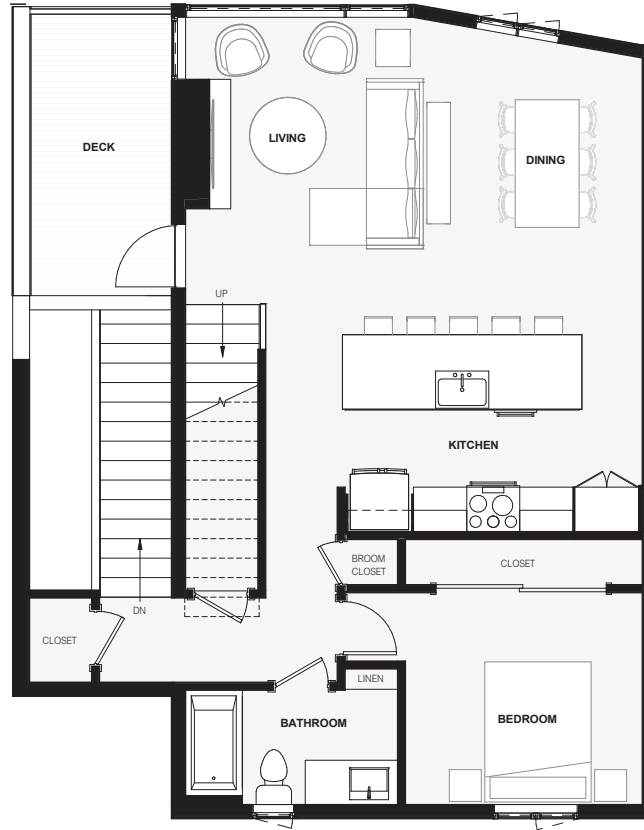 DECK
LIVING
DINING
UP
KITCHEN
BROOM
CLOSET
CLOSET
DN
CLOSET
LINEN
BATHROOM
BEDROOM